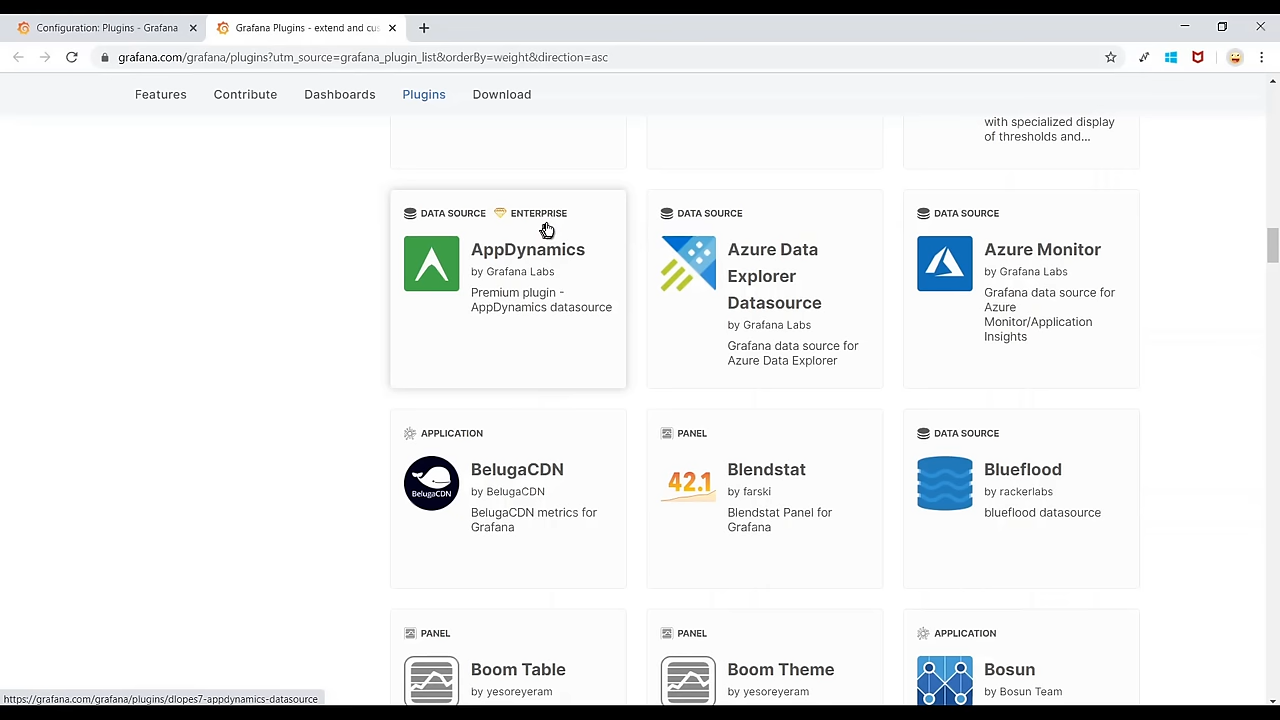 Configuration: Plugins - Grafana
Grafana Plugins - extend and cus
grafana.com/grafana/plugins?utm_source=grafana_plugin_list&orderBy=weight&direction=asc
Features
Contribute
Dashboards
Plugins
Download
with specialized display
of thresholds and...
DATA SOURCE
ENTERPRISE
AppDynamics
by Grafana Labs
Premium plugin -
AppDynamics datasource
DATA SOURCE
Azure Data
Explorer
Datasource
by Grafana Labs
Grafana data source for
Azure Data Explorer
DATA SOURCE
Azure Monitor
by Grafana Labs
Grafana data source for
Azure
Monitor/Application
Insights
APPLICATION
BelugaCDN
BelugaCDN
by BelugaCDN
BelugaCDN metrics for
Grafana
PANEL
42.1
Blendstat
by farski
Blendstat Panel for
Grafana
DATA SOURCE
Blueflood
by rackerlabs
blueflood datasource
PANEL
Boom Table
by yesoreyeram
PANEL
Boom Theme
by yesoreyeram
APPLICATION
Bosun
by Bosun Team
https://grafana.com/grafana/plugins/dlopes7-appdynamics-datasource